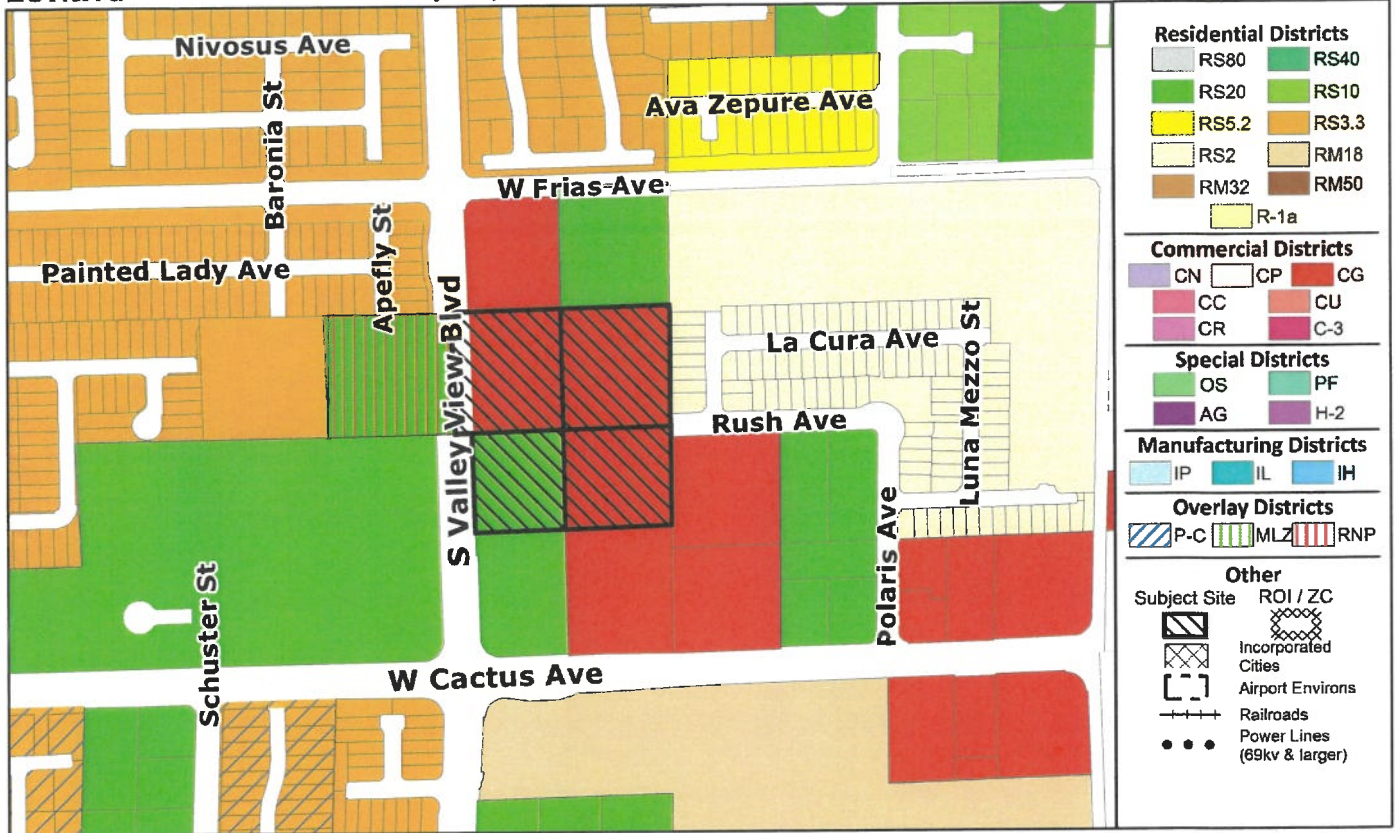 Nivosus Ave
Baronia St
Ava Zepure Ave
W Frias Ave
Apefly St
Painted Lady Ave
S Valley View Blvd
La Cura Ave
Luna Mezzo St
Rush Ave
Polaris Ave
Schuster St
W Cactus Ave
Residential Districts
RS80 RS40
RS20 RS10
RS5.2 RS3.3
RS2 RM18
RM32 RM50
R-1a
Commercial Districts
CN CP CG
CC CU
CR C-3
Special Districts
OS PF
AG H-2
Manufacturing Districts
IP IL IH
Overlay Districts
P-C MLZ RNP
Other
Subject Site ROI / ZC
Incorporated
Cities
Airport Environs
Railroads
Power Lines
(69kv & larger)